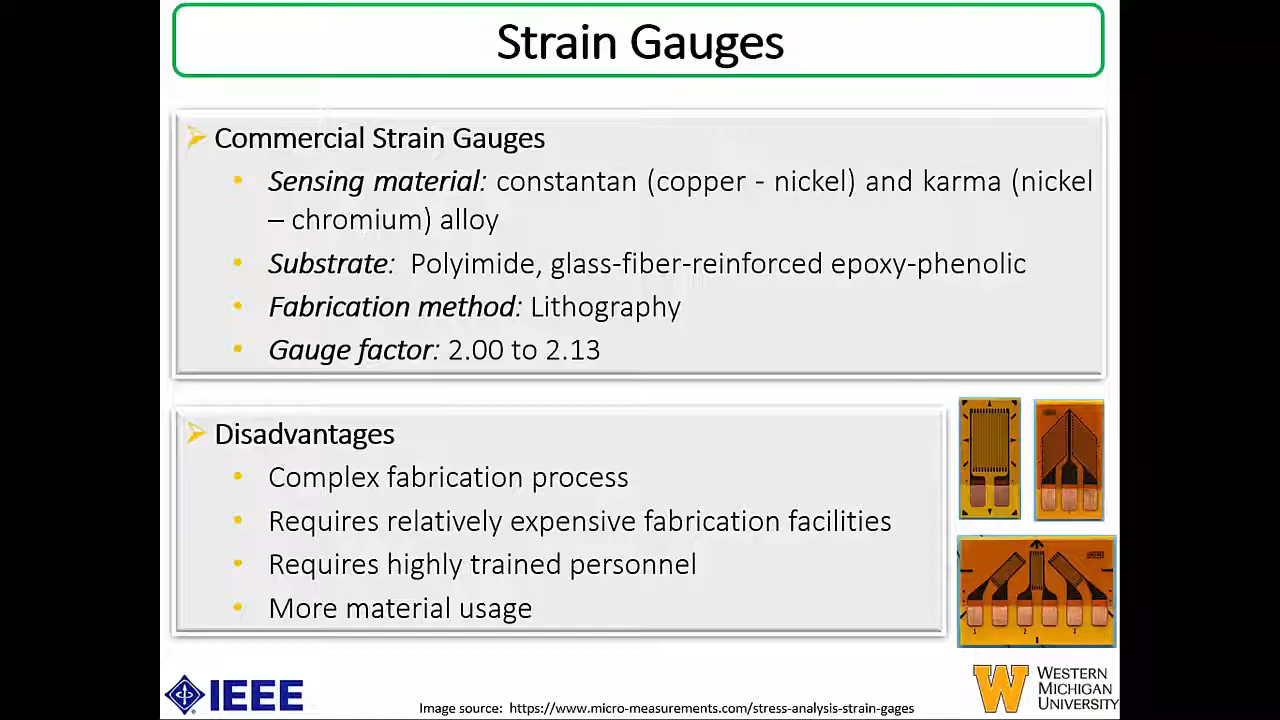 Strain Gauges
Commercial Strain Gauges
Sensing material: constantan (copper - nickel) and karma (nickel
– chromium) alloy
Substrate: Polyimide, glass-fiber-reinforced epoxy-phenolic
Fabrication method: Lithography
Gauge factor: 2.00 to 2.13
Disadvantages
Complex fabrication process
Requires relatively expensive fabrication facilities
Requires highly trained personnel
More material usage
1 2 3
IEEE
Image source: https://www.micro-measurements.com/stress-analysis-strain-gages
W
WESTERN
MICHIGAN
UNIVERSITY